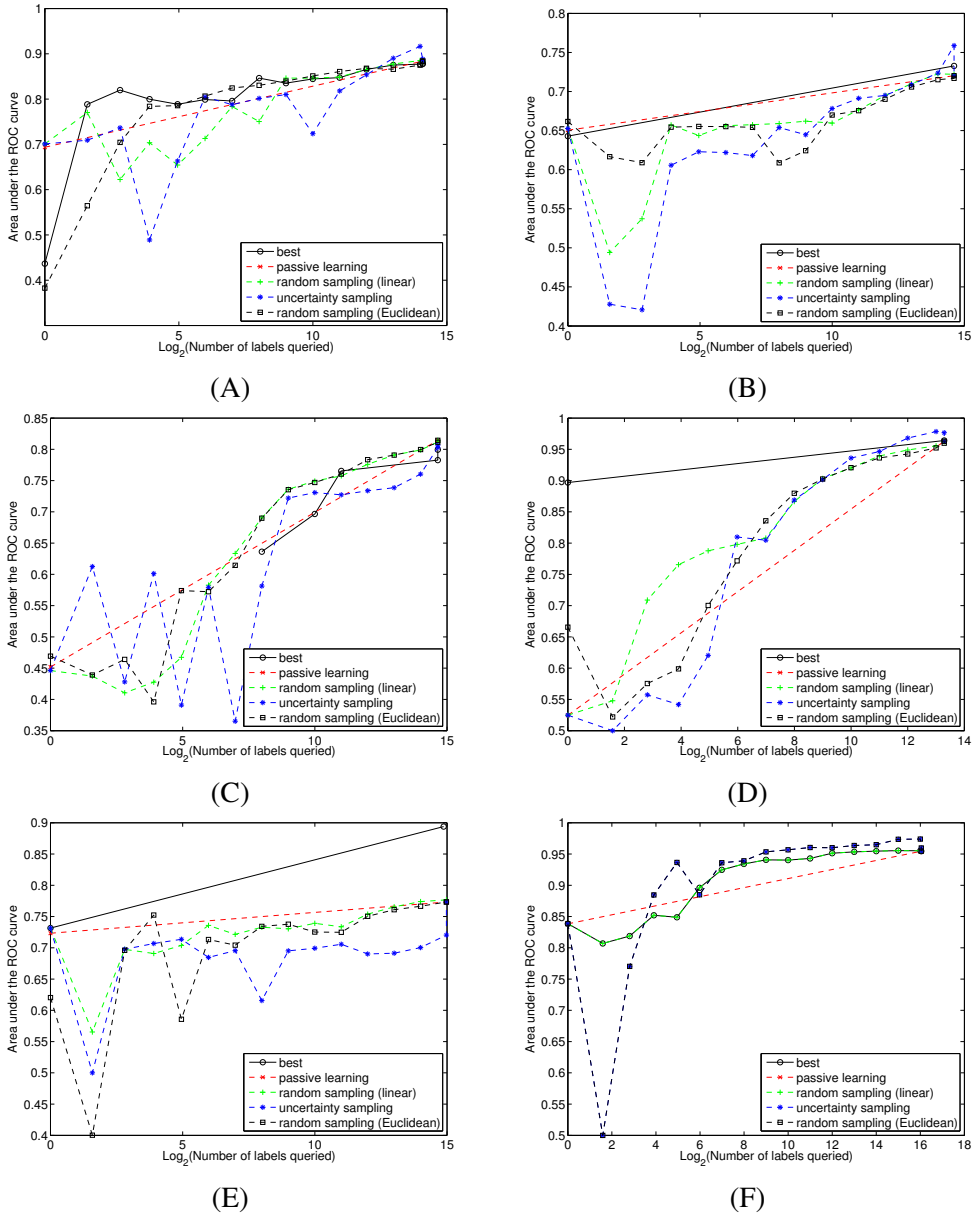 Area under the ROC curve
1
0.9
0.8
0.7
0.6
0.5
0.4
0
5
10
15
Log2(Number of labels queried)
best
passive learning
random sampling (linear)
uncertainty sampling
random sampling (Euclidean)
(A)
Area under the ROC curve
0.75
0.7
0.65
0.6
0.55
0.5
0.45
0.4
0
5
10
15
Log2(Number of labels queried)
best
passive learning
random sampling (linear)
uncertainty sampling
random sampling (Euclidean)
(B)
Area under the ROC curve
0.85
0.8
0.75
0.7
0.65
0.6
0.55
0.5
0.45
0.4
0.35
0
5
10
15
Log2(Number of labels queried)
best
passive learning
random sampling (linear)
uncertainty sampling
random sampling (Euclidean)
(C)
Area under the ROC curve
1
0.95
0.9
0.85
0.8
0.75
0.7
0.65
0.6
0.55
0.5
0
2
4
6
8
10
12
14
Log2(Number of labels queried)
best
passive learning
random sampling (linear)
uncertainty sampling
random sampling (Euclidean)
(D)
Area under the ROC curve
0.9
0.85
0.8
0.75
0.7
0.65
0.6
0.55
0.5
0.45
0.4
0
5
10
15
Log2(Number of labels queried)
best
passive learning
random sampling (linear)
uncertainty sampling
random sampling (Euclidean)
(E)
Area under the ROC curve
1
0.95
0.9
0.85
0.8
0.75
0.7
0.65
0.6
0.55
0.5
0
2
4
6
8
10
12
14
16
18
Log2(Number of labels queried)
best
passive learning
random sampling (linear)
uncertainty sampling
random sampling (Euclidean)
(F)